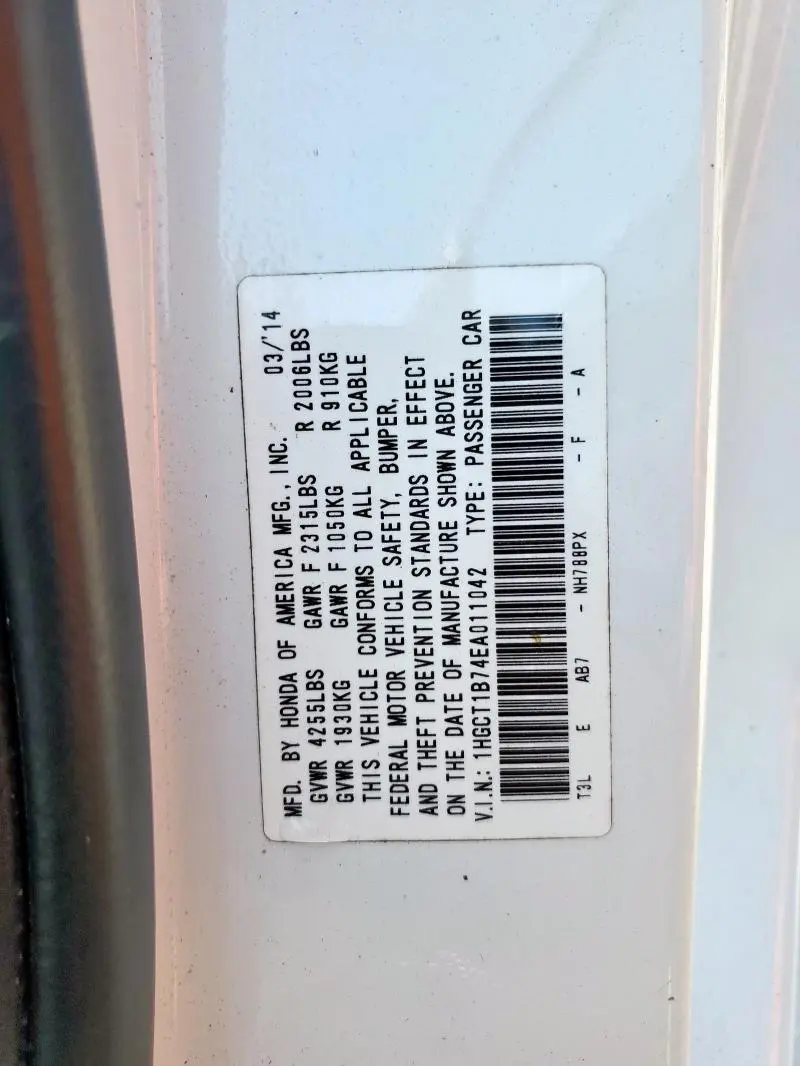 MFD. BY HONDA OF AMERICA MFG., INC. 03/'14
GVWR 4255LBS GAWR F 2315LBS R 2006LBS
GVWR 1930KG GAWR F 1050KG R 910KG
THIS VEHICLE CONFORMS TO ALL APPLICABLE
FEDERAL MOTOR VEHICLE SAFETY, BUMPER,
AND THEFT PREVENTION STANDARDS IN EFFECT
ON THE DATE OF MANUFACTURE SHOWN ABOVE.
V.I.N.: 1HGCT1B74EA011042 TYPE: PASSENGER CAR
T3L E AB7 - NH788PX - F - A